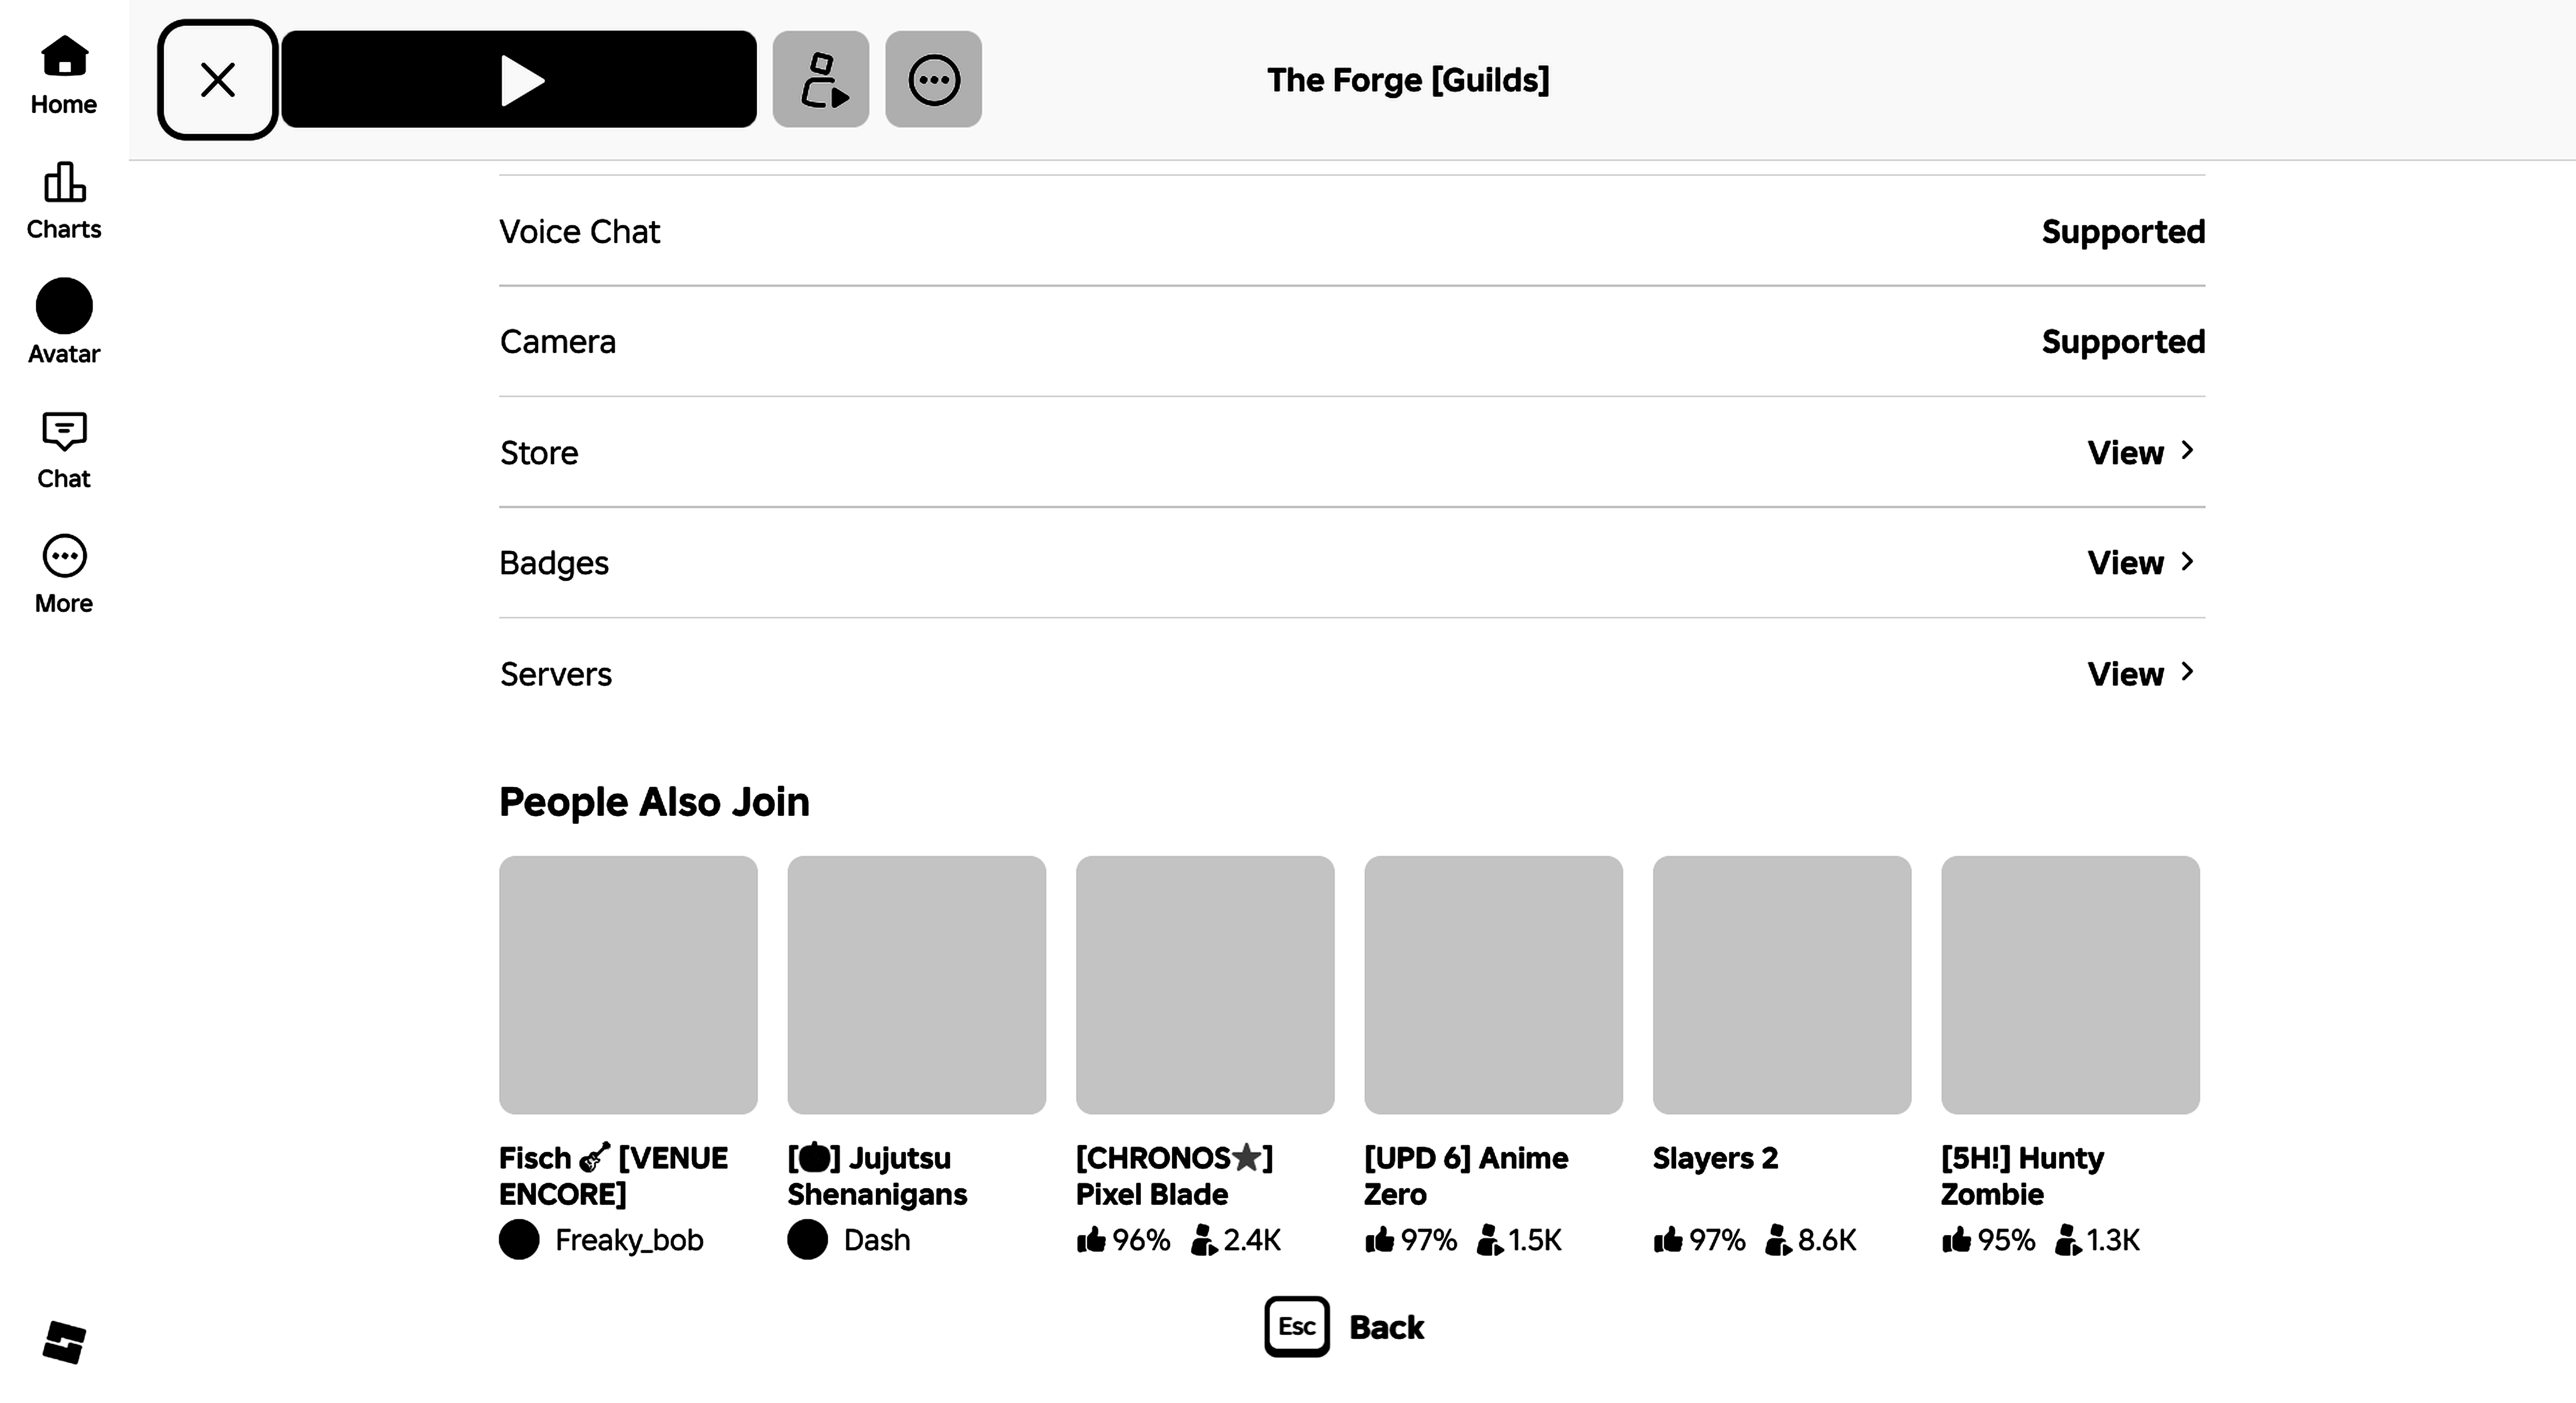 Home
Charts
Avatar
Chat
More
The Forge [Guilds]
Voice Chat Supported
Camera Supported
Store View
Badges View
Servers View
People Also Join
Fisch 🎸 [VENUE
ENCORE]
Freaky_bob
[🎃] Jujutsu
Shenanigans
Dash
[CHRONOS⭐]
Pixel Blade
96% 2.4K
[UPD 6] Anime
Zero
97% 1.5K
Slayers 2
97% 8.6K
[5H!] Hunty
Zombie
95% 1.3K
Esc Back